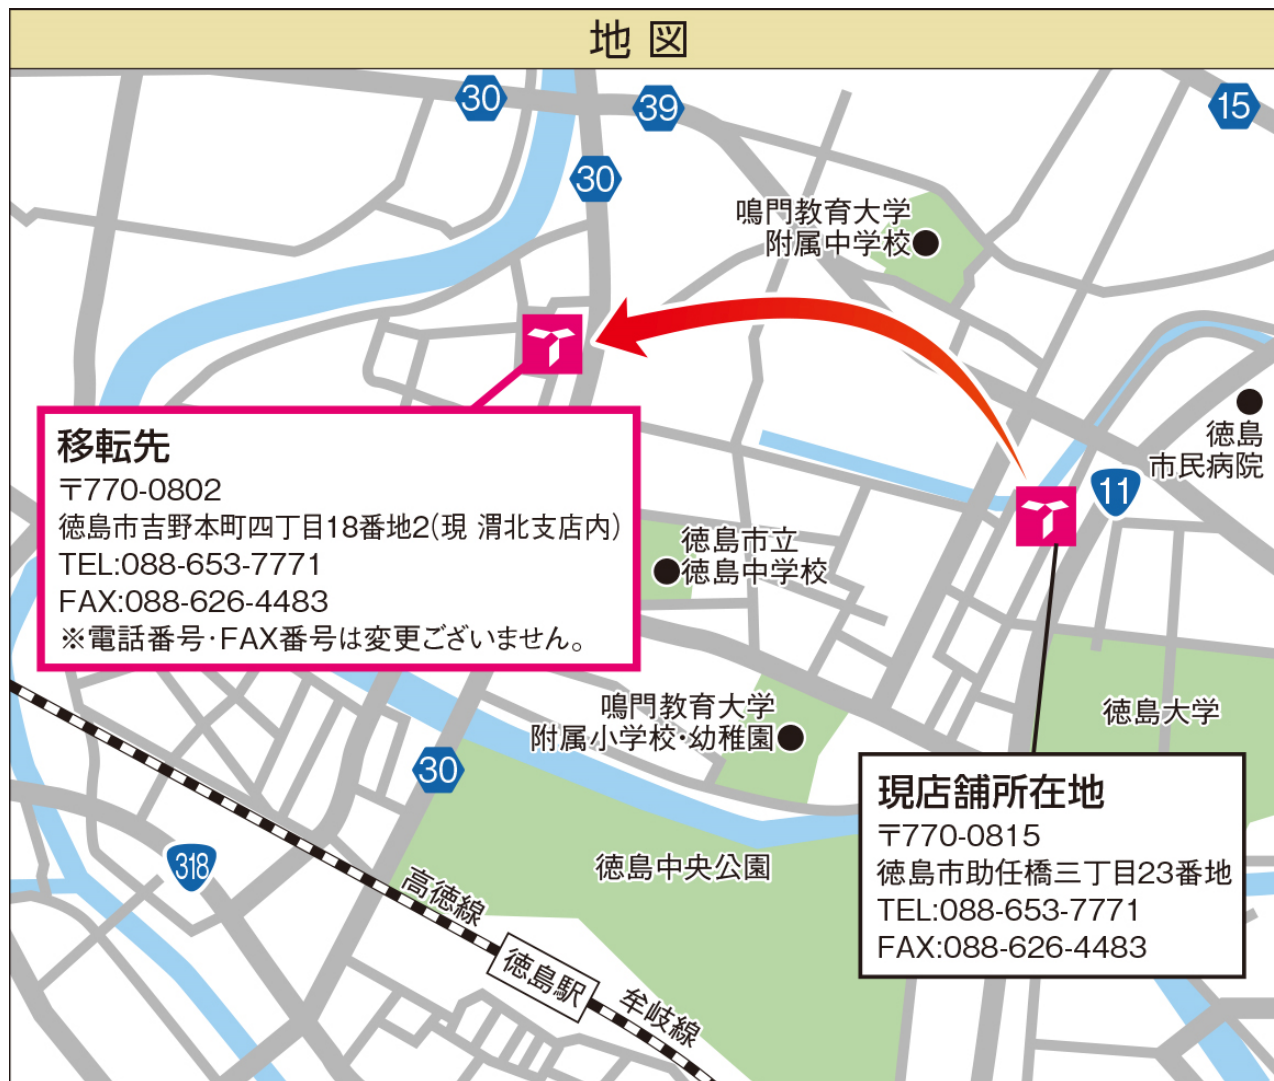 地図
30
39
15
30
鳴門教育大学
附属中学校
徳島
市民病院
11
移転先
〒770-0802
徳島市吉野本町四丁目18番地2(現 渭北支店内)
TEL:088-653-7771
FAX:088-626-4483
※電話番号・FAX番号は変更ございません。
徳島市立
徳島中学校
鳴門教育大学
附属小学校・幼稚園
徳島大学
30
318
徳島中央公園
高徳線
徳島駅
牟岐線
現店舗所在地
〒770-0815
徳島市助任橋三丁目23番地
TEL:088-653-7771
FAX:088-626-4483